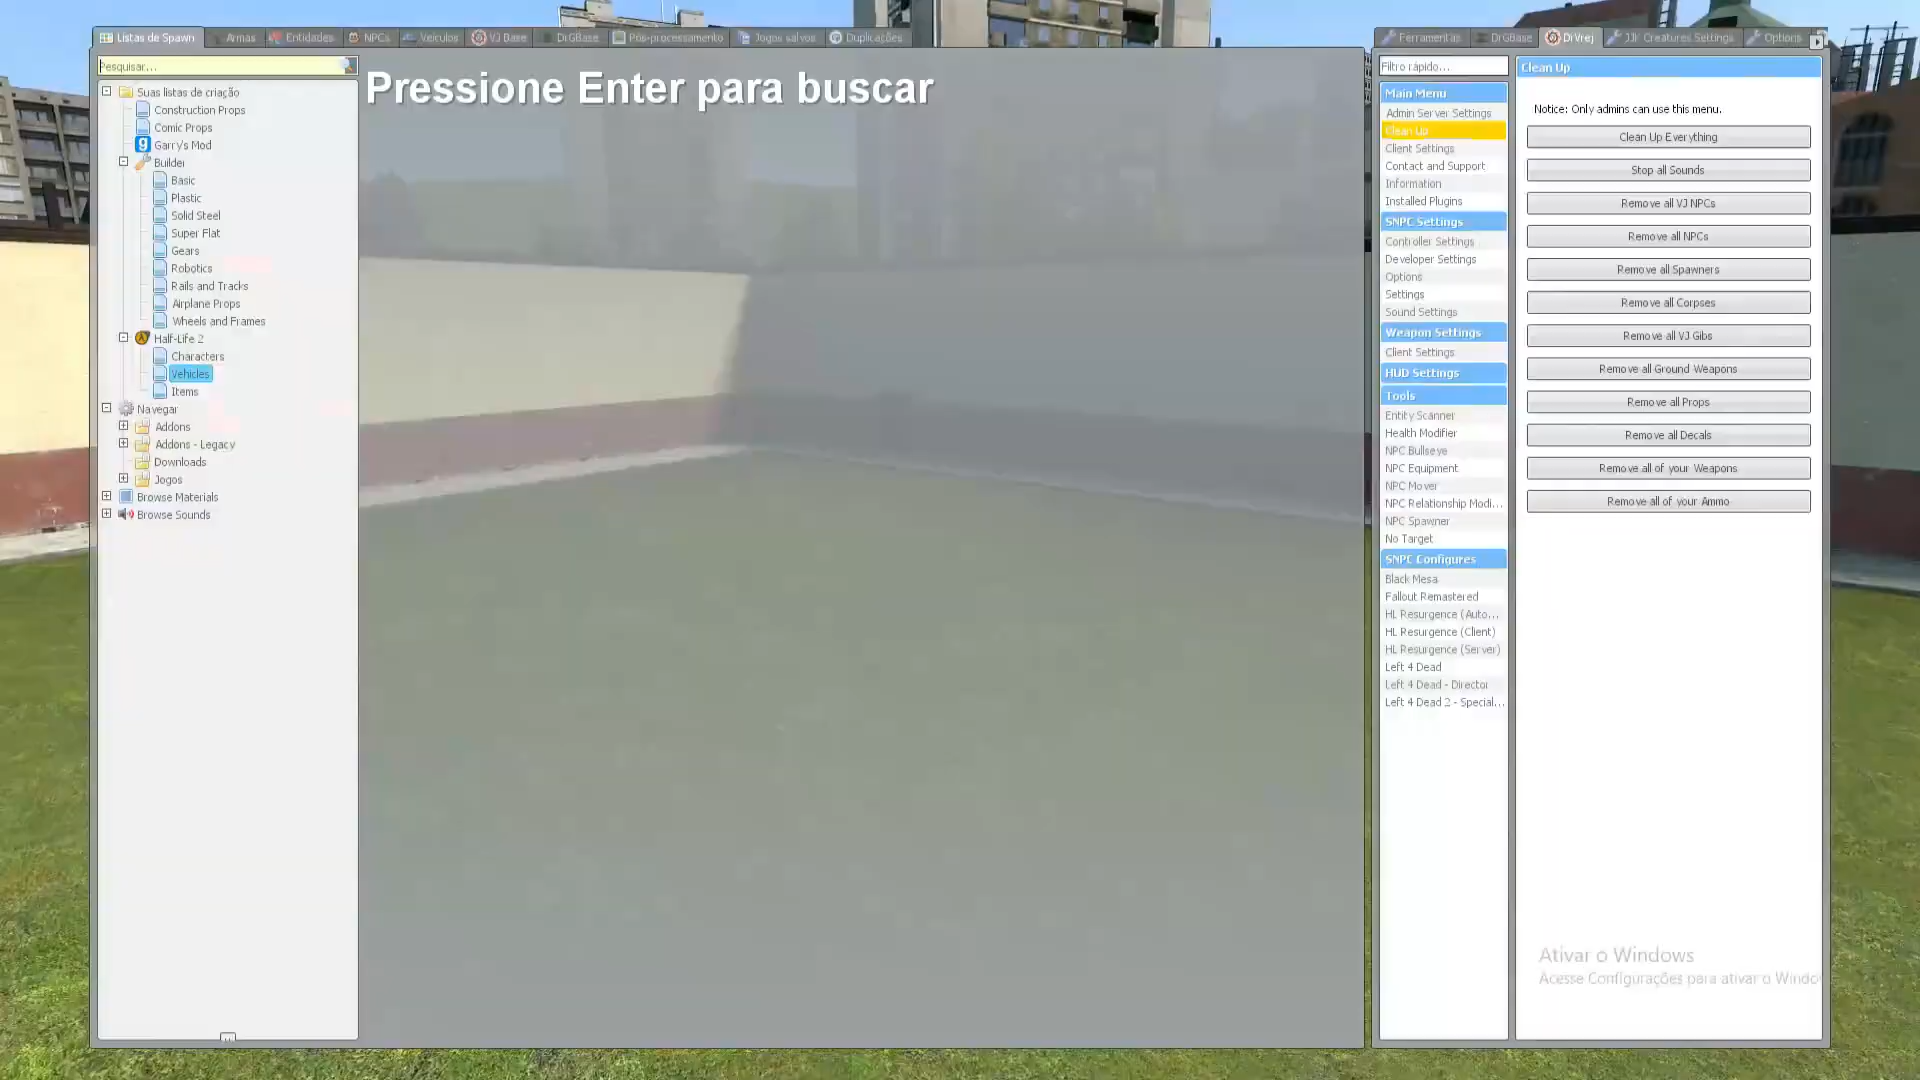 Listas de Spawn
Armas
Entidades
NPCs
Veículos
VJ Base
DrGBase
Pós-processamento
Jogos salvos
Duplicações
Pesquisar...
Pressione Enter para buscar
Suas listas de criação
Construction Props
Comic Props
Garry's Mod
Builder
Basic
Plastic
Solid Steel
Super Flat
Gears
Robotics
Rails and Tracks
Airplane Props
Wheels and Frames
Half-Life 2
Characters
Vehicles
Items
Navegar
Addons
Addons - Legacy
Downloads
Jogos
Browse Materials
Browse Sounds
Ferramentas
DrGBase
DrVrej
JJK Creatures Settings
Options
Filtro rápido...
Main Menu
Admin Server Settings
Clean Up
Client Settings
Contact and Support
Information
Installed Plugins
SNPC Settings
Controller Settings
Developer Settings
Options
Settings
Sound Settings
Weapon Settings
Client Settings
HUD Settings
Tools
Entity Scanner
Health Modifier
NPC Bullseye
NPC Equipment
NPC Mover
NPC Relationship Modi...
NPC Spawner
No Target
SNPC Configures
Black Mesa
Fallout Remastered
HL Resurgence (Auto...
HL Resurgence (Client)
HL Resurgence (Server)
Left 4 Dead
Left 4 Dead - Director
Left 4 Dead 2 - Special...
Clean Up
Notice: Only admins can use this menu.
Clean Up Everything
Stop all Sounds
Remove all VJ NPCs
Remove all NPCs
Remove all Spawners
Remove all Corpses
Remove all VJ Gibs
Remove all Ground Weapons
Remove all Props
Remove all Decals
Remove all of your Weapons
Remove all of your Ammo
Ativar o Windows
Acesse Configurações para ativar o Windo